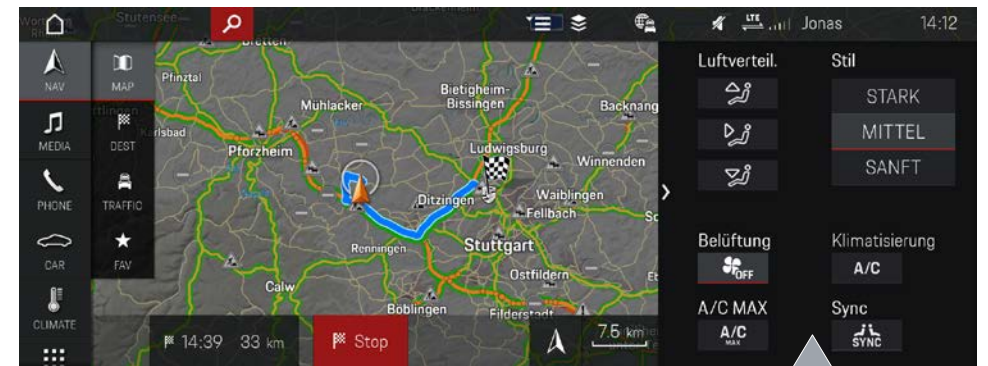 Stutensee
LTE
Jonas
14:12
NAV
MEDIA
PHONE
CAR
CLIMATE
MAP
DEST
TRAFFIC
FAV
Bretten
Pfinztal
Mühlacker
Bietigheim-
Bissingen
Backnang
Pforzheim
Ludwigsburg
Winnenden
Ditzingen
Waiblingen
Fellbach
Renningen
Stuttgart
Ostfildern
Calw
Böblingen
Filderstadt
14:39 33 km
Stop
7.5 km
Luftverteil.
Stil
STARK
MITTEL
SANFT
Belüftung
OFF
Klimatisierung
A/C
A/C MAX
A/C
MAX
Sync
SYNC